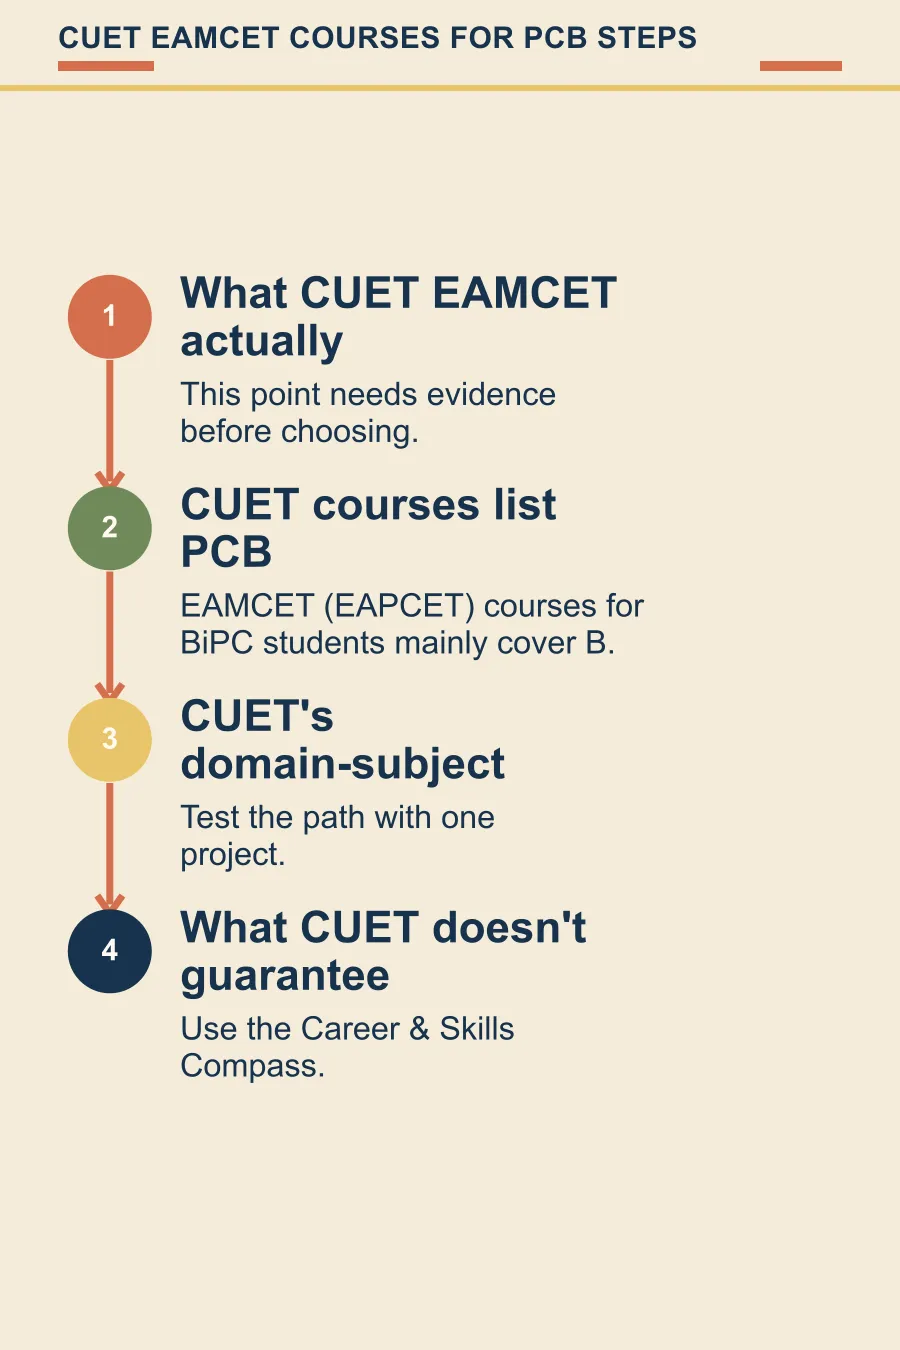 CUET EAMCET COURSES FOR PCB STEPS
1
What CUET EAMCET
actually
This point needs evidence
before choosing.
2
CUET courses list
PCB
EAMCET (EAPCET) courses for
BiPC students mainly cover B.
3
CUET's
domain-subject
Test the path with one
project.
4
What CUET doesn't
guarantee
Use the Career & Skills
Compass.